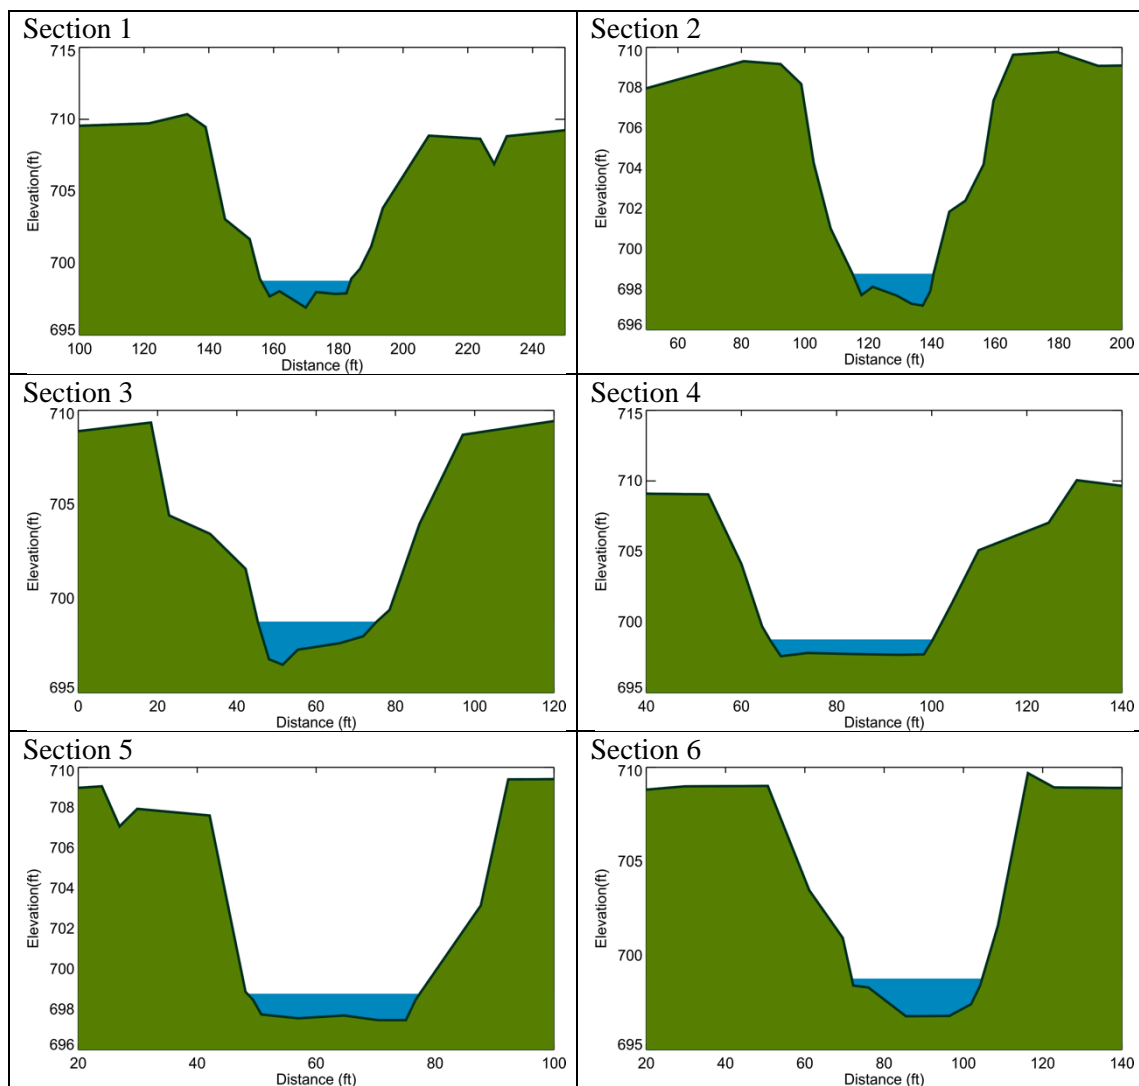 Section 1
715
710
705
700
695
Elevation(ft)
100 120 140 160 180 200 220 240
Distance (ft)
Section 2
710
708
706
704
702
700
698
696
Elevation(ft)
60 80 100 120 140 160 180 200
Distance (ft)
Section 3
710
705
700
695
Elevation(ft)
0 20 40 60 80 100 120
Distance (ft)
Section 4
715
710
705
700
695
Elevation(ft)
40 60 80 100 120 140
Distance (ft)
Section 5
710
708
706
704
702
700
698
696
Elevation(ft)
20 40 60 80 100
Distance (ft)
Section 6
710
705
700
695
Elevation(ft)
20 40 60 80 100 120 140
Distance (ft)